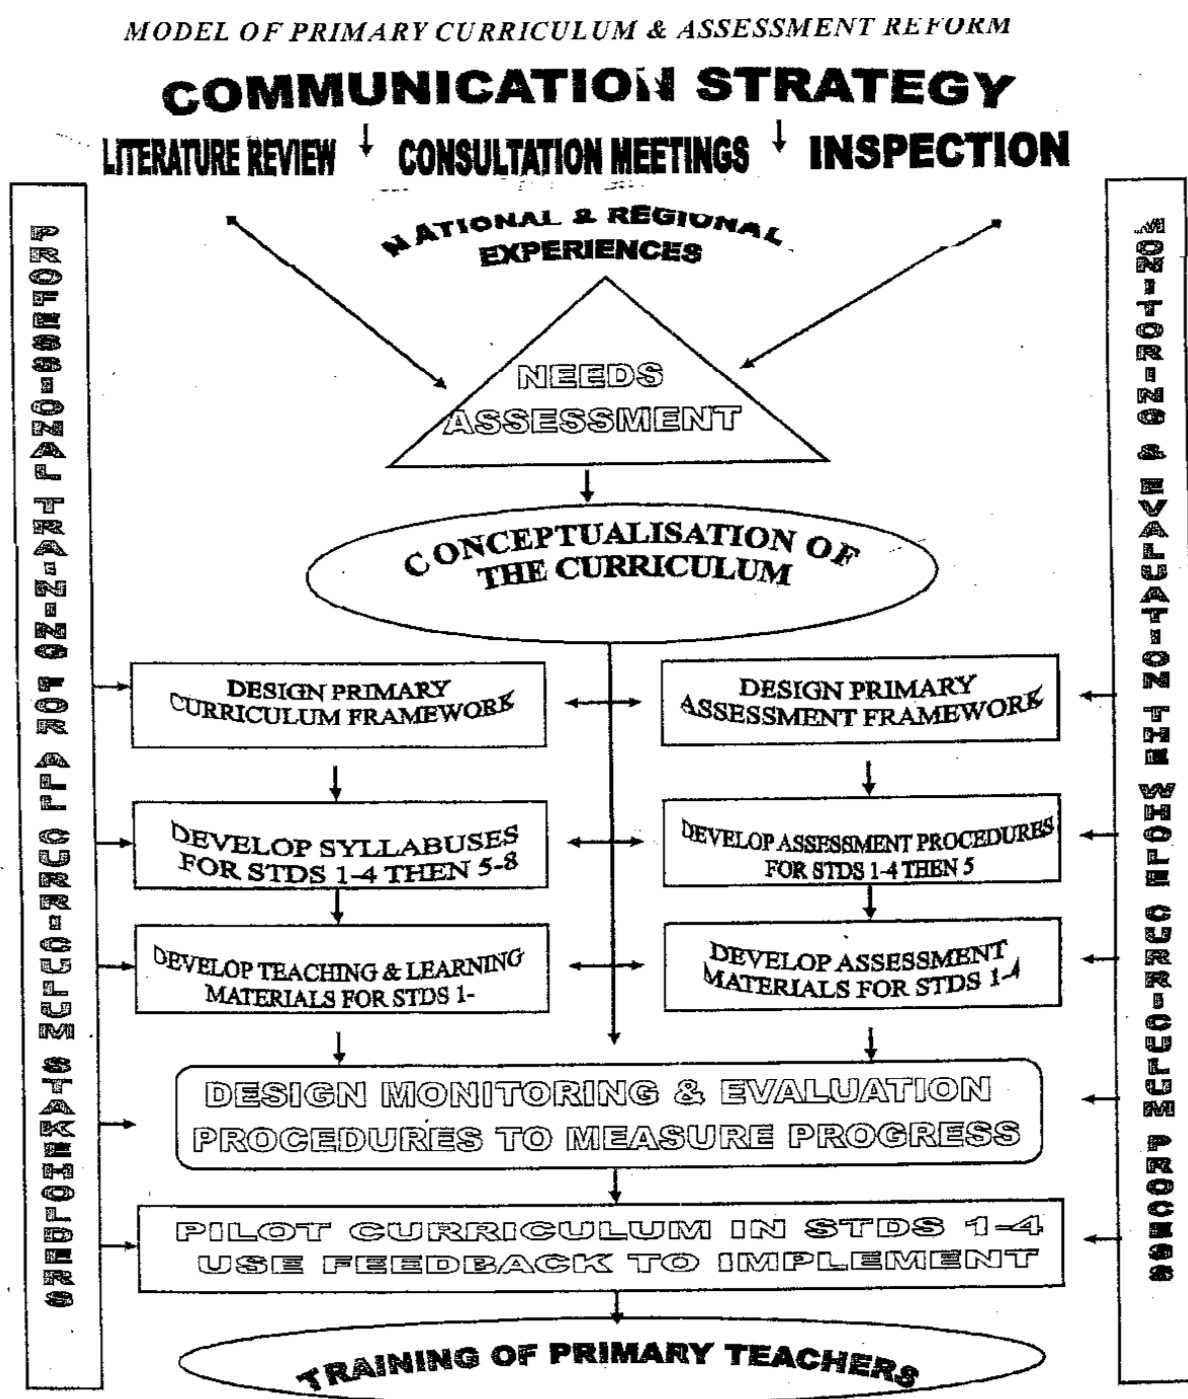 MODEL OF PRIMARY CURRICULUM & ASSESSMENT REFORM
COMMUNICATION STRATEGY
LITERATURE REVIEW
CONSULTATION MEETINGS
INSPECTION
NATIONAL & REGIONAL
EXPERIENCES
NEEDS
ASSESSMENT
CONCEPTUALISATION OF
THE CURRICULUM
PROFESSIONAL TRAINING FOR ALL CURRICULUM STAKEHOLDERS
MONITORING & EVALUATION THE WHOLE CURRICULUM PROCESS
DESIGN PRIMARY
CURRICULUM FRAMEWORK
DESIGN PRIMARY
ASSESSMENT FRAMEWORK
DEVELOP SYLLABUSES
FOR STDS 1-4 THEN 5-8
DEVELOP ASSESSMENT PROCEDURES
FOR STDS 1-4 THEN 5
DEVELOP TEACHING & LEARNING
MATERIALS FOR STDS 1-
DEVELOP ASSESSMENT
MATERIALS FOR STDS 1-4
DESIGN MONITORING & EVALUATION
PROCEDURES TO MEASURE PROGRESS
PILOT CURRICULUM IN STDS 1-4
USE FEEDBACK TO IMPLEMENT
TRAINING OF PRIMARY TEACHERS